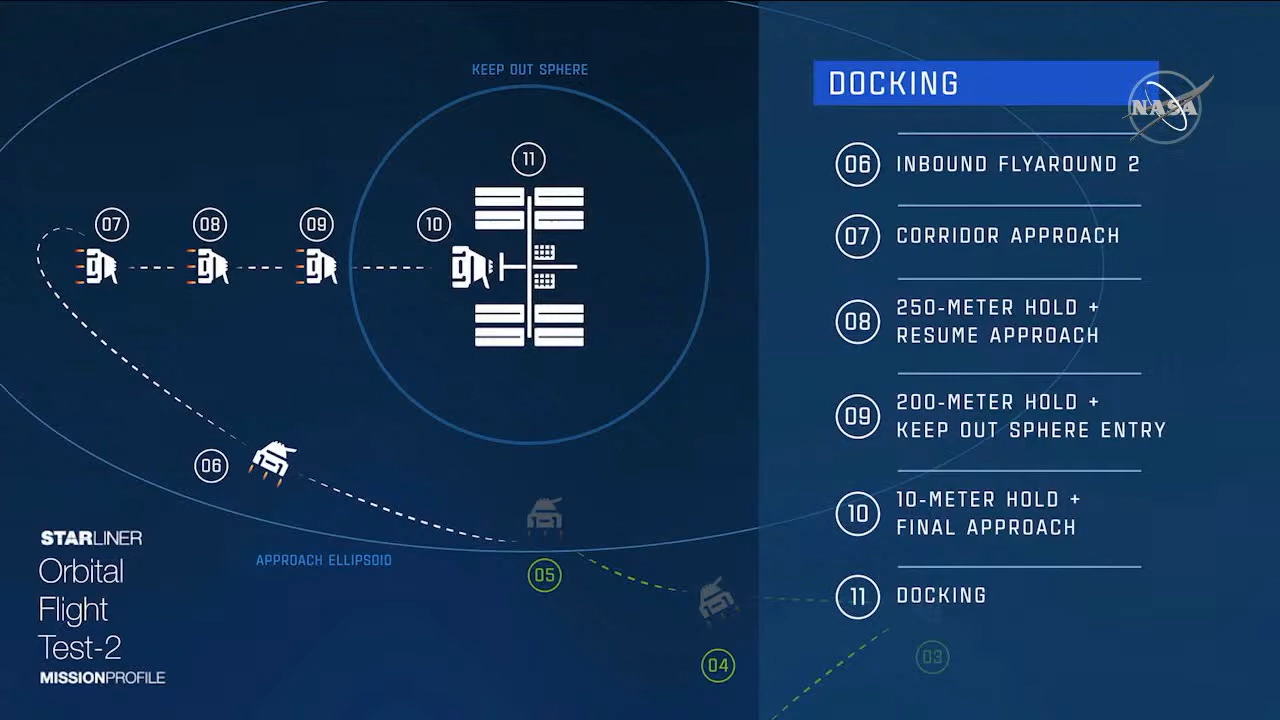 KEEP OUT SPHERE
11
07
08
09
10
06
APPROACH ELLIPSOID
05
04
03
STARLINER
Orbital
Flight
Test-2
MISSIONPROFILE
DOCKING
NASA
06 INBOUND FLYAROUND 2
07 CORRIDOR APPROACH
08 250-METER HOLD +
RESUME APPROACH
09 200-METER HOLD +
KEEP OUT SPHERE ENTRY
10 10-METER HOLD +
FINAL APPROACH
11 DOCKING